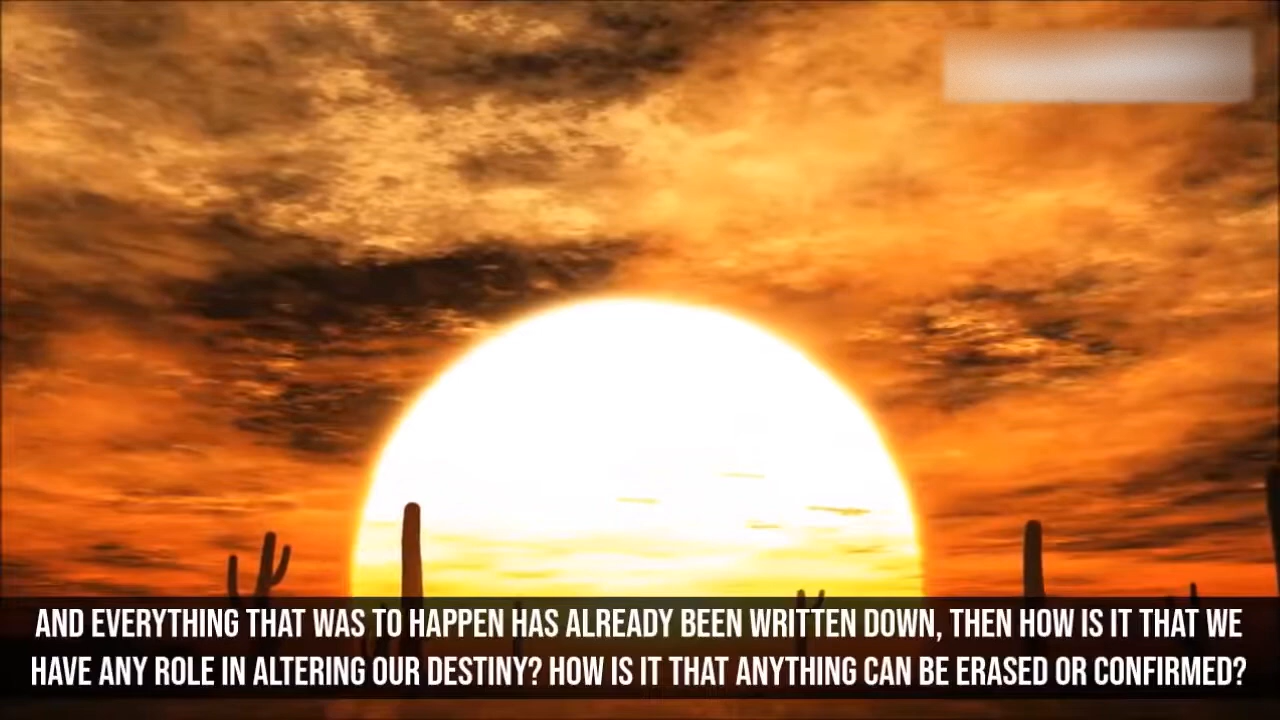 AND EVERYTHING THAT WAS TO HAPPEN HAS ALREADY BEEN WRITTEN DOWN, THEN HOW IS IT THAT WE
HAVE ANY ROLE IN ALTERING OUR DESTINY? HOW IS IT THAT ANYTHING CAN BE ERASED OR CONFIRMED?